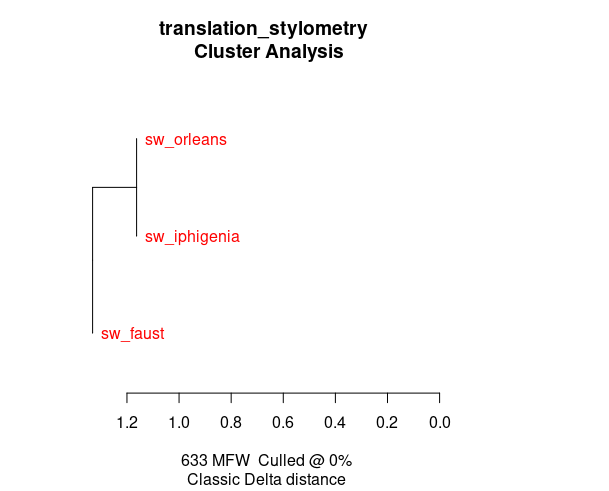 translation_stylometry
Cluster Analysis
sw_orleans
sw_iphigenia
sw_faust
1.2 1.0 0.8 0.6 0.4 0.2 0.0
633 MFW  Culled @ 0%
Classic Delta distance